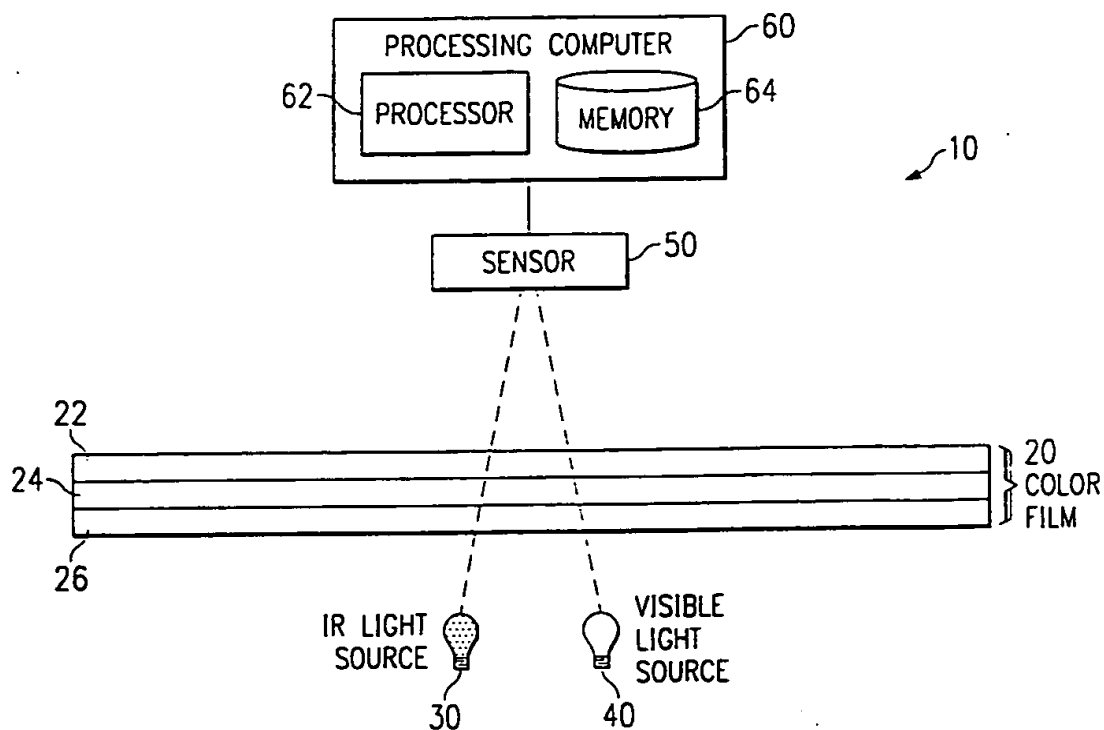 60
PROCESSING COMPUTER
62
PROCESSOR
MEMORY
64
10
SENSOR
50
22
24
26
20
COLOR
FILM
IR LIGHT
SOURCE
30
VISIBLE
LIGHT
SOURCE
40